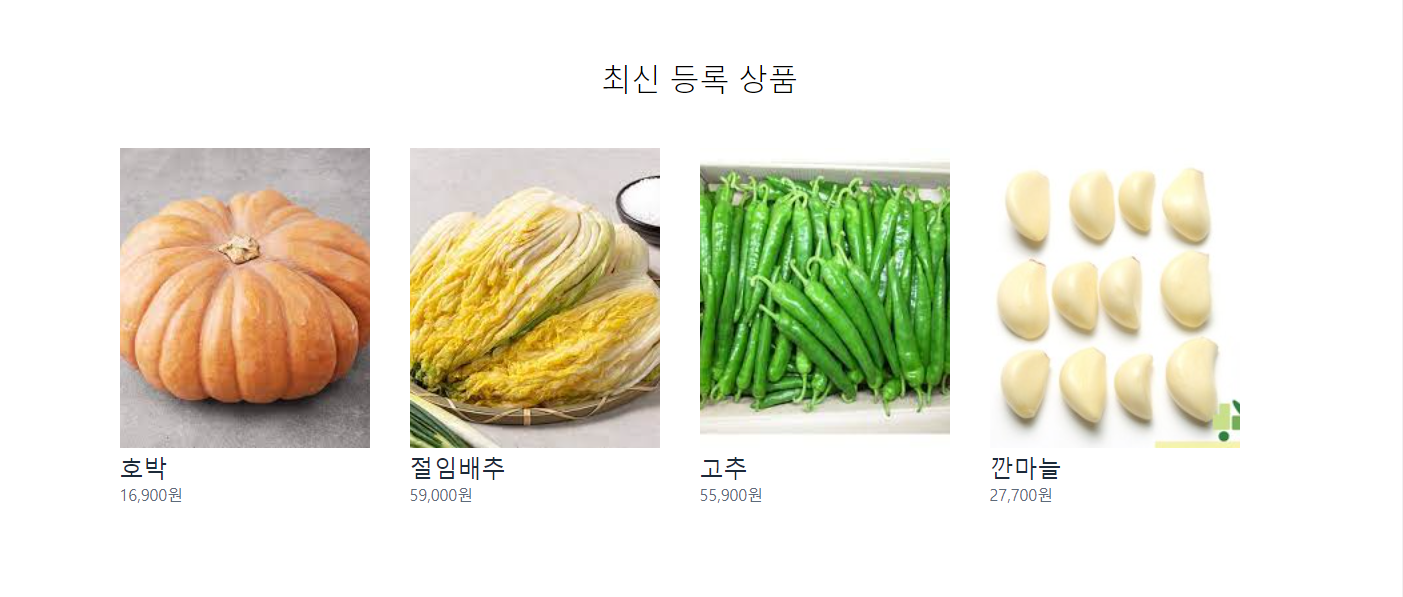 최신 등록 상품
호박
16,900원
절임배추
59,000원
고추
55,900원
깐마늘
27,700원